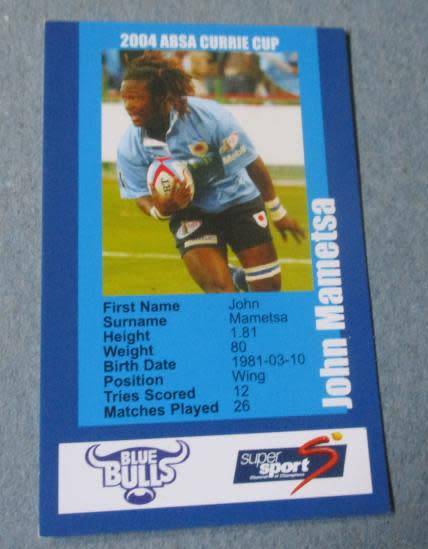 2004 ABSA CURRIE CUP
Mobil
John Mametsa
First Name John
Surname Mametsa
Height 1.81
Weight 80
Birth Date 1981-03-10
Position Wing
Tries Scored 12
Matches Played 26
BLUE
BULLS
super
sport